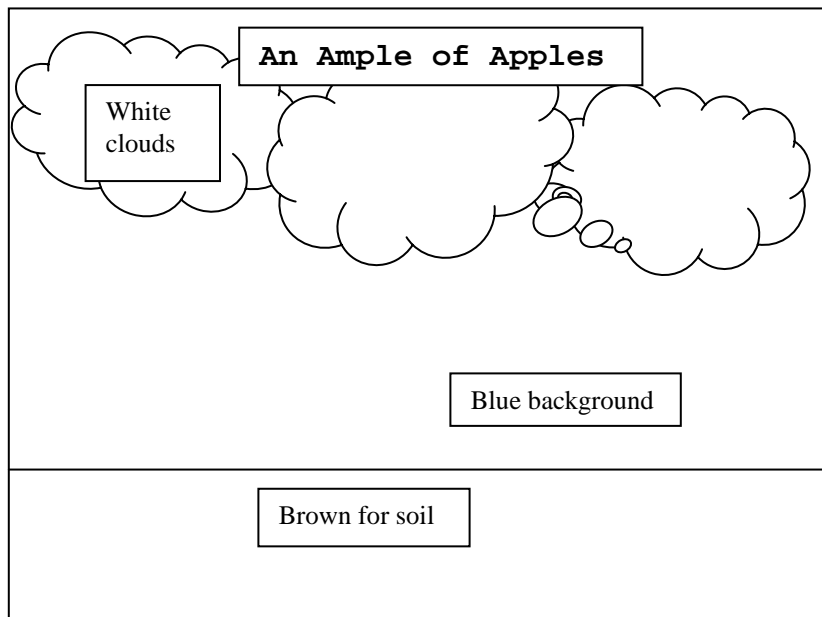 An Ample of Apples
White
clouds
Blue background
Brown for soil